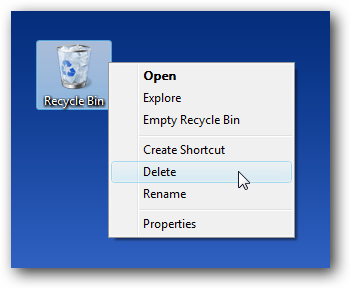 Recycle Bin
Open
Explore
Empty Recycle Bin
Create Shortcut
Delete
Rename
Properties